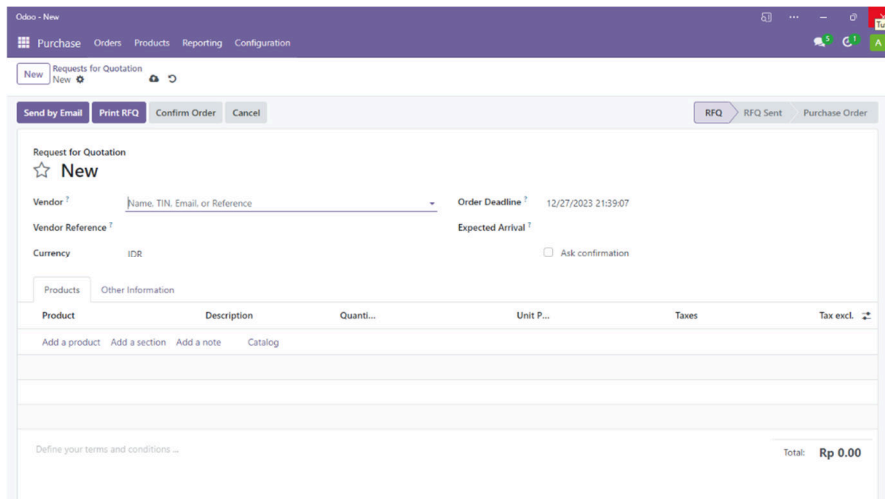 Odoo - New
Tu
Purchase Orders Products Reporting Configuration
5 1 A
New Requests for Quotation
New
Send by Email Print RFQ Confirm Order Cancel RFQ RFQ Sent Purchase Order
Request for Quotation
New
Vendor ? Name, TIN, Email, or Reference Order Deadline ? 12/27/2023 21:39:07
Vendor Reference ? Expected Arrival ?
Currency IDR Ask confirmation
Products Other Information
Product Description Quanti... Unit P... Taxes Tax excl.
Add a product Add a section Add a note Catalog
Define your terms and conditions ...
Total: Rp 0.00